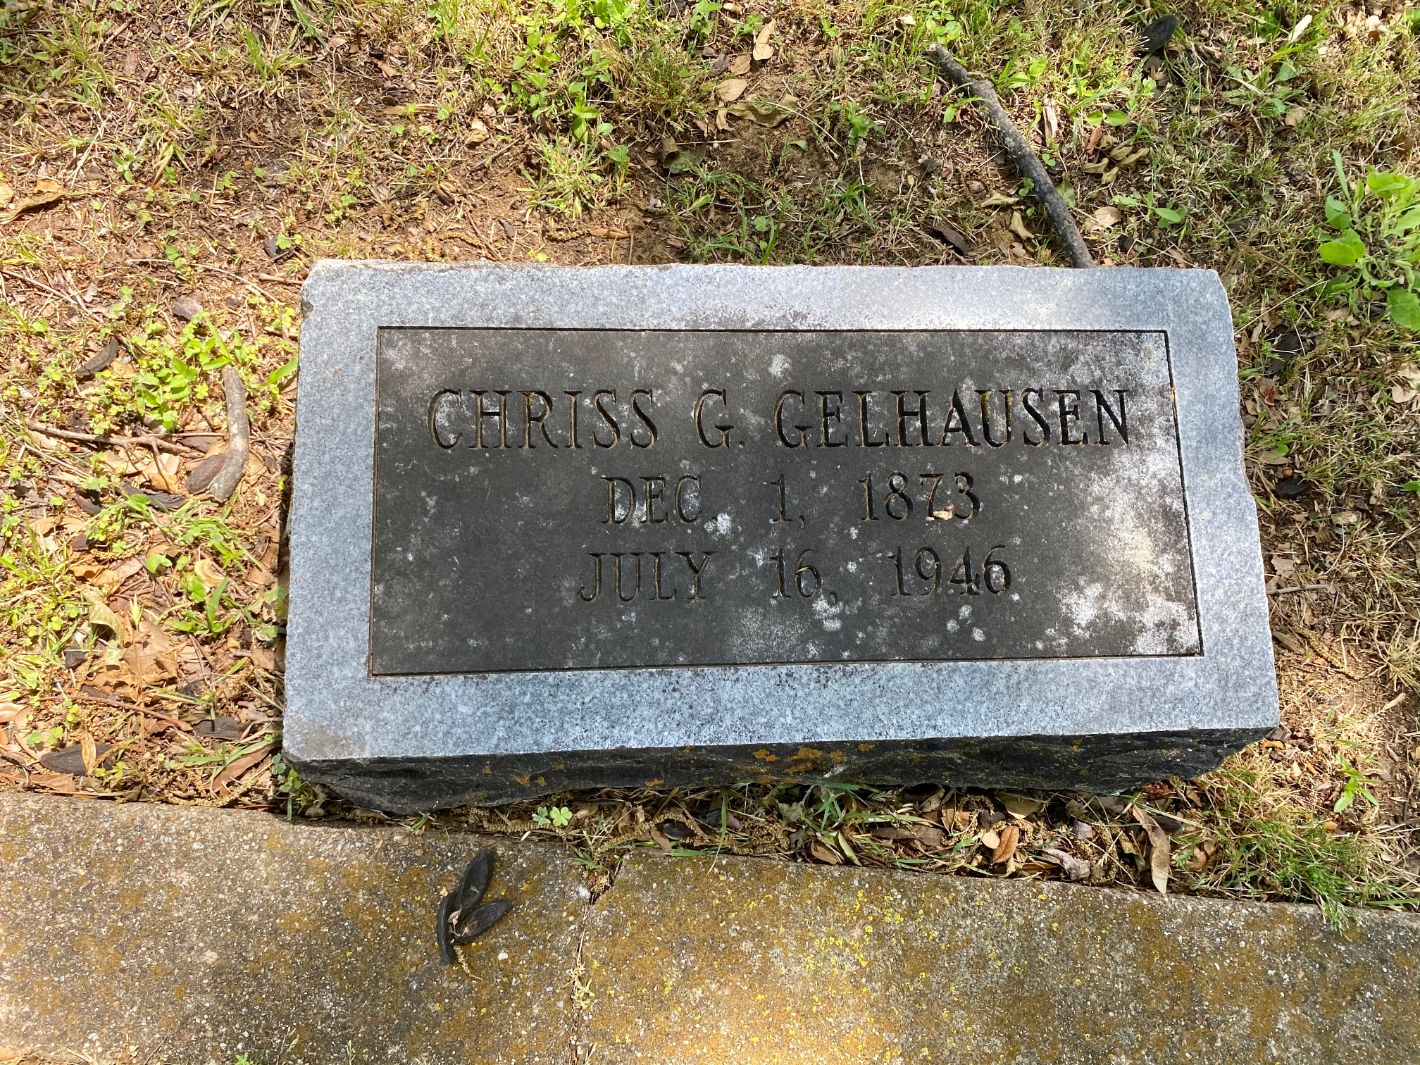 CHRISS G. GELHAUSEN
DEC. 1, 1873
JULY 16, 1946